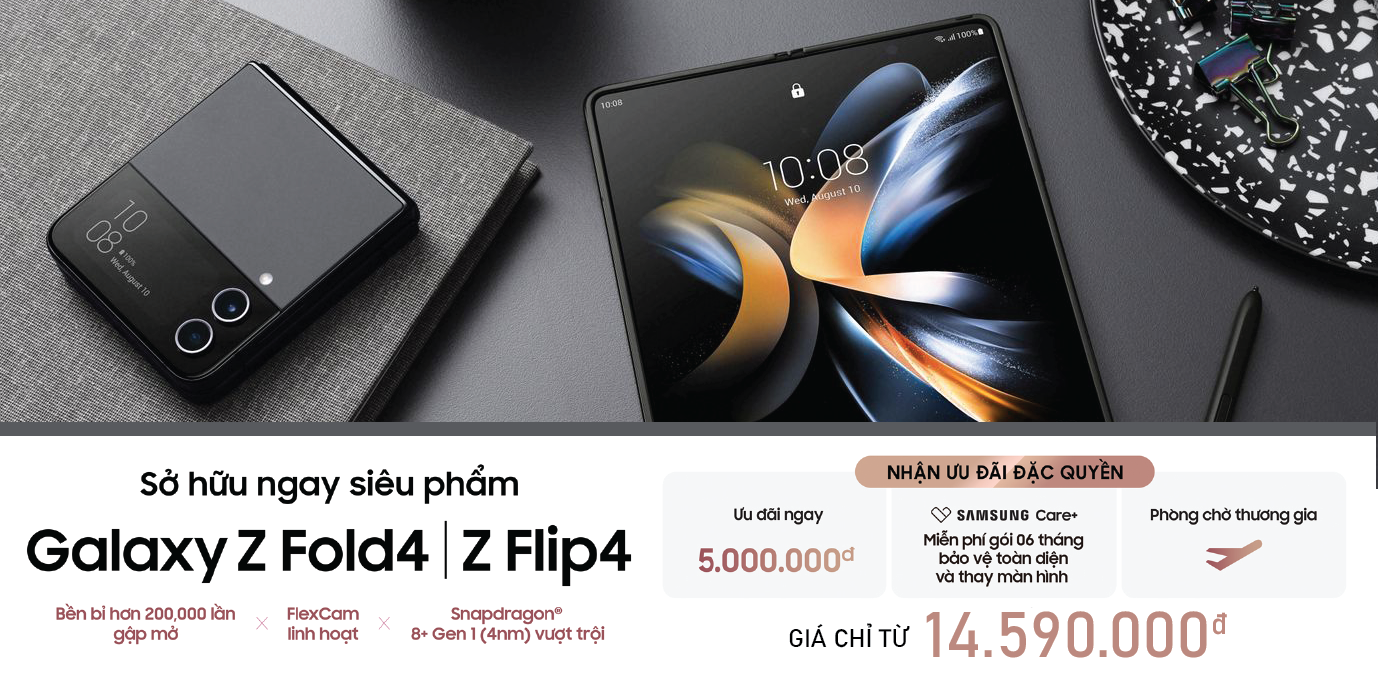 10:08
100%
10:08
Wed, August 10
10
08
100%
Wed, August 10
Sở hữu ngay siêu phẩm
Galaxy Z Fold4 | Z Flip4
Bền bỉ hơn 200,000 lần
gập mở
×
FlexCam
linh hoạt
×
Snapdragon®
8+ Gen 1 (4nm) vượt trội
NHẬN ƯU ĐÃI ĐẶC QUYỀN
Ưu đãi ngay
5.000.000đ
SAMSUNG Care+
Miễn phí gói 06 tháng
bảo vệ toàn diện
và thay màn hình
Phòng chờ thương gia
GIÁ CHỈ TỪ 14.590.000đ